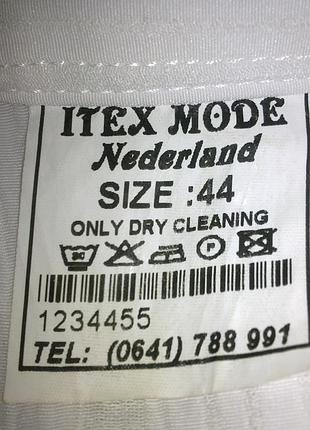 ITEX MODE
Nederland
SIZE :44
ONLY DRY CLEANING
P
1234455
TEL: (0641) 788 991